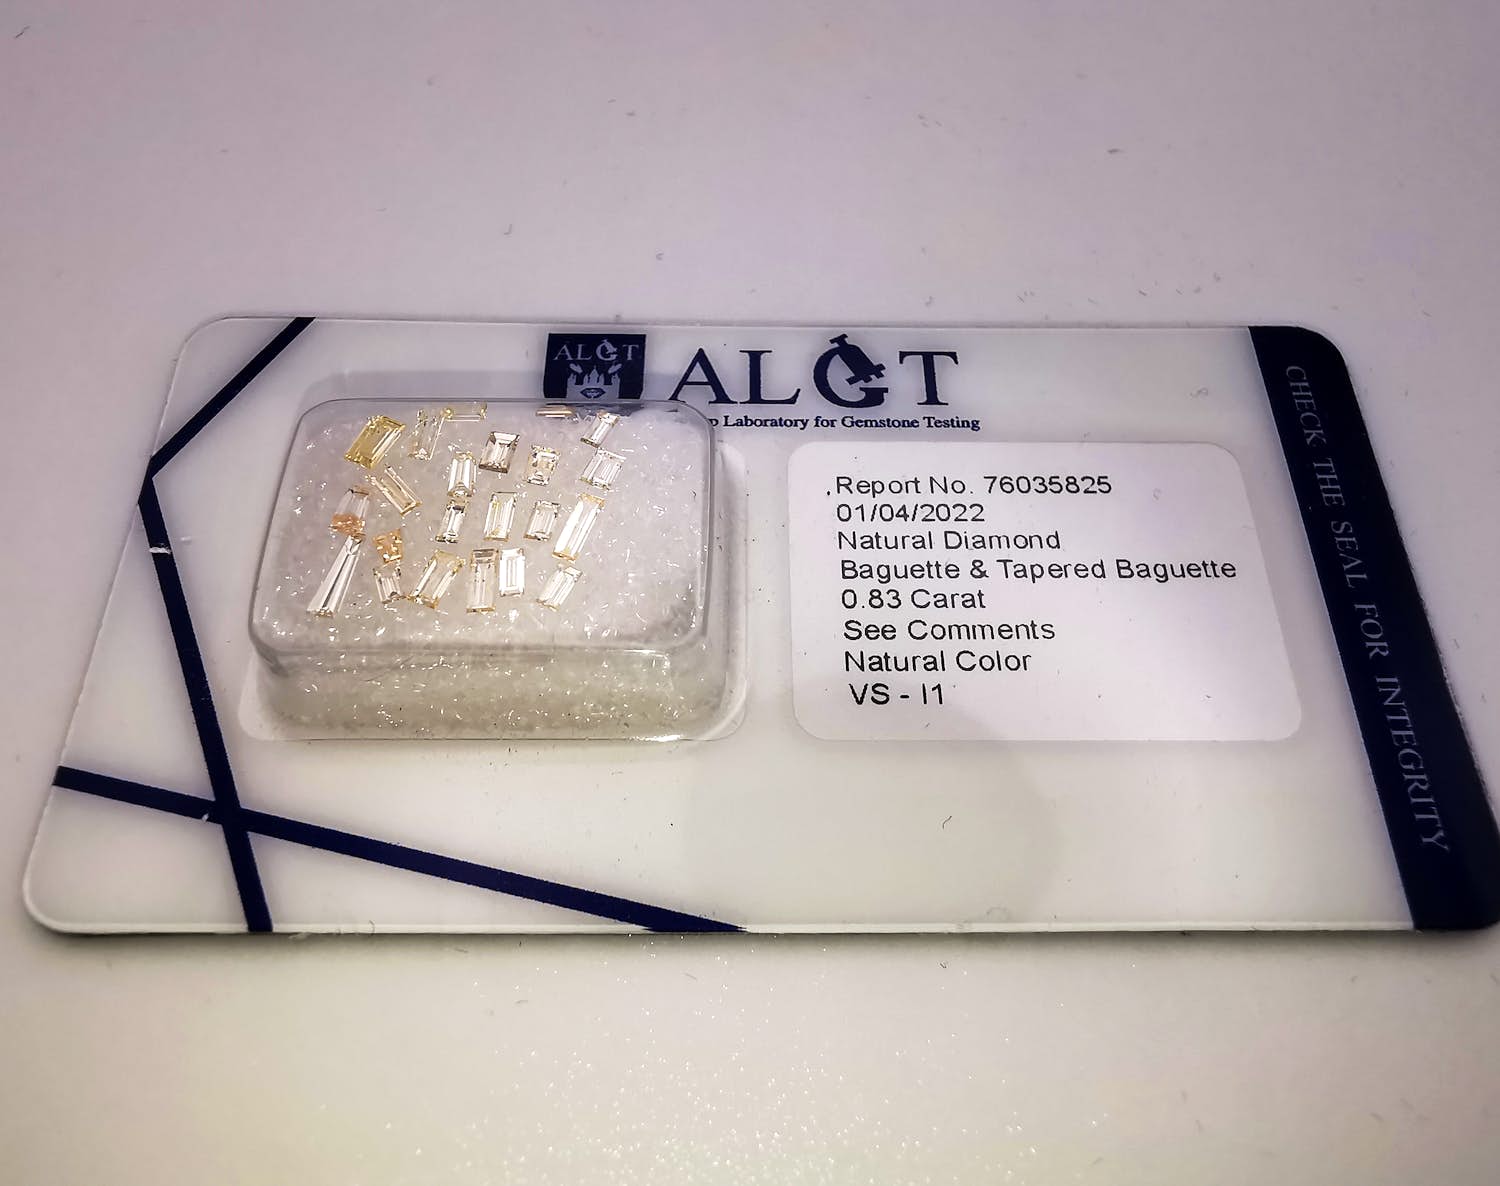 ALGT
ALGT
Laboratory for Gemstone Testing
Report No. 76035825
01/04/2022
Natural Diamond
Baguette & Tapered Baguette
0.83 Carat
See Comments
Natural Color
VS - I1
CHECK THE SEAL FOR INTEGRITY